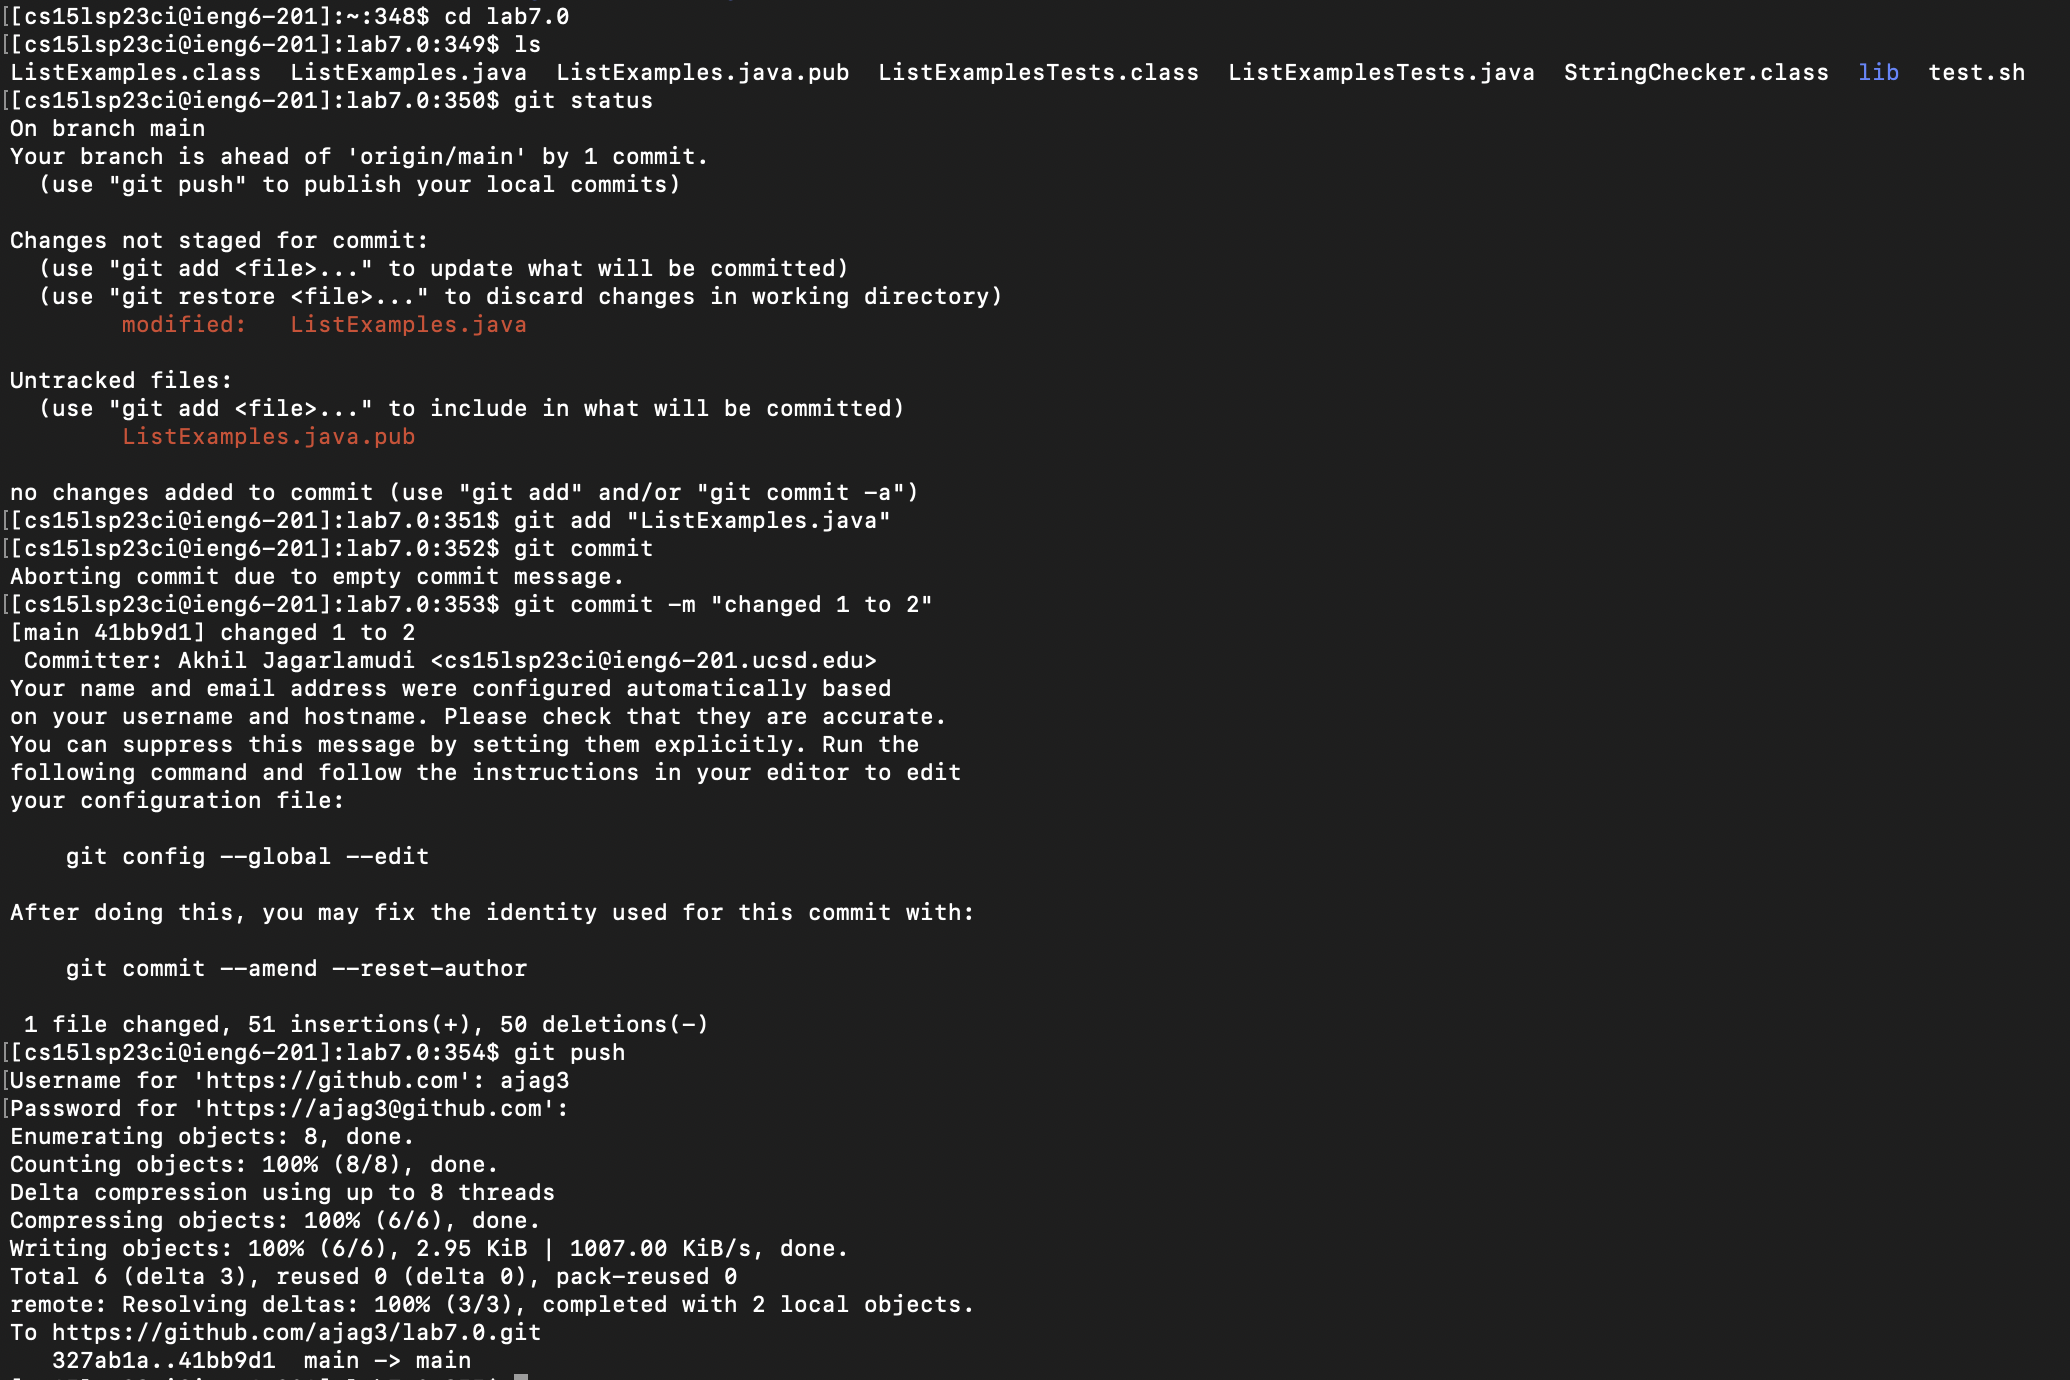 [[cs15lsp23ci@ieng6-201]:~:348$ cd lab7.0
[[cs15lsp23ci@ieng6-201]:lab7.0:349$ ls
ListExamples.class  ListExamples.java  ListExamples.java.pub  ListExamplesTests.class  ListExamplesTests.java  StringChecker.class  lib  test.sh
[[cs15lsp23ci@ieng6-201]:lab7.0:350$ git status
On branch main
Your branch is ahead of 'origin/main' by 1 commit.
  (use "git push" to publish your local commits)

Changes not staged for commit:
  (use "git add <file>..." to update what will be committed)
  (use "git restore <file>..." to discard changes in working directory)
        modified:   ListExamples.java

Untracked files:
  (use "git add <file>..." to include in what will be committed)
        ListExamples.java.pub

no changes added to commit (use "git add" and/or "git commit -a")
[[cs15lsp23ci@ieng6-201]:lab7.0:351$ git add "ListExamples.java"
[[cs15lsp23ci@ieng6-201]:lab7.0:352$ git commit
Aborting commit due to empty commit message.
[[cs15lsp23ci@ieng6-201]:lab7.0:353$ git commit -m "changed 1 to 2"
[main 41bb9d1] changed 1 to 2
 Committer: Akhil Jagarlamudi <cs15lsp23ci@ieng6-201.ucsd.edu>
Your name and email address were configured automatically based
on your username and hostname. Please check that they are accurate.
You can suppress this message by setting them explicitly. Run the
following command and follow the instructions in your editor to edit
your configuration file:

    git config --global --edit

After doing this, you may fix the identity used for this commit with:

    git commit --amend --reset-author

 1 file changed, 51 insertions(+), 50 deletions(-)
[[cs15lsp23ci@ieng6-201]:lab7.0:354$ git push
[Username for 'https://github.com': ajag3
[Password for 'https://ajag3@github.com':
Enumerating objects: 8, done.
Counting objects: 100% (8/8), done.
Delta compression using up to 8 threads
Compressing objects: 100% (6/6), done.
Writing objects: 100% (6/6), 2.95 KiB | 1007.00 KiB/s, done.
Total 6 (delta 3), reused 0 (delta 0), pack-reused 0
remote: Resolving deltas: 100% (3/3), completed with 2 local objects.
To https://github.com/ajag3/lab7.0.git
   327ab1a..41bb9d1  main -> main